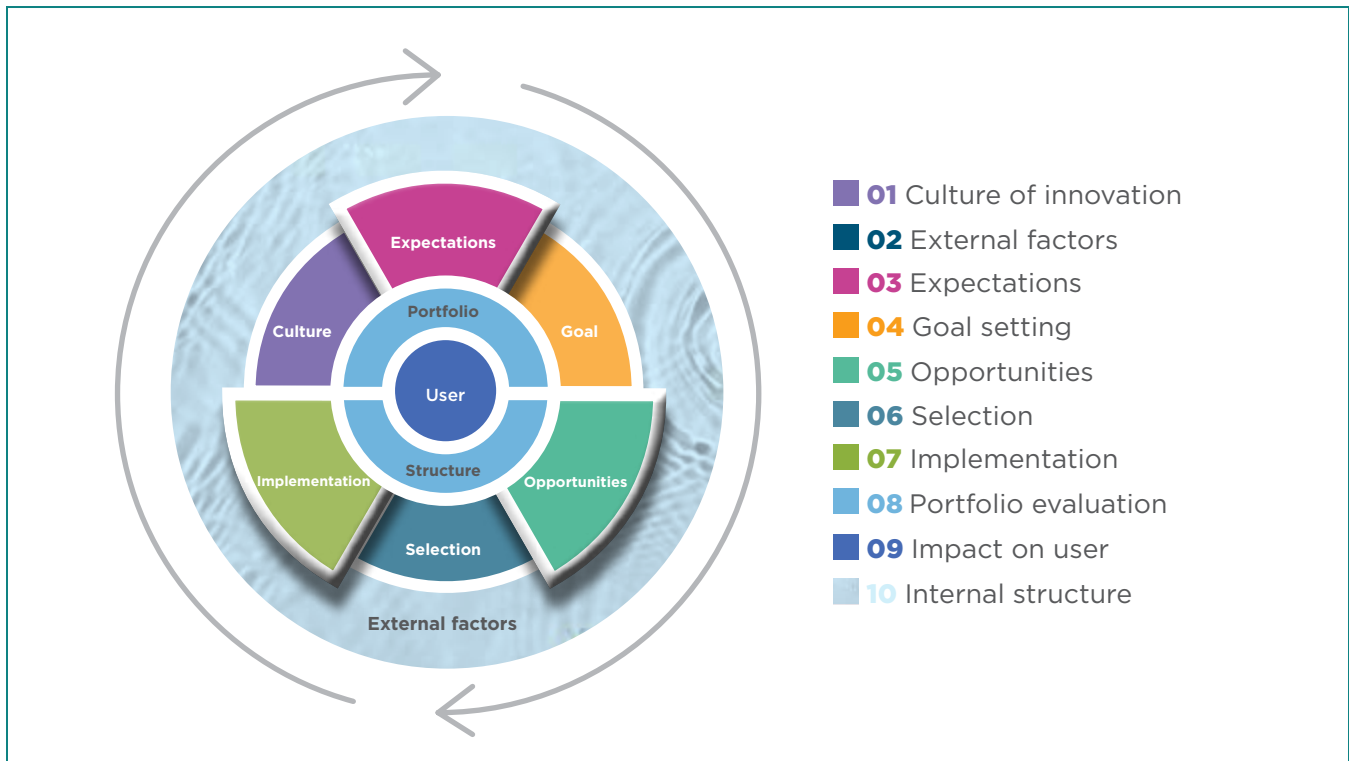 Expectations
Portfolio
Culture
Goal
User
Structure
Implementation
Opportunities
Selection
External factors
01 Culture of innovation
02 External factors
03 Expectations
04 Goal setting
05 Opportunities
06 Selection
07 Implementation
08 Portfolio evaluation
09 Impact on user
10 Internal structure